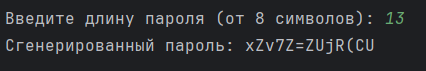 Введите длину пароля (от 8 символов): 13
Сгенерированный пароль: xZv7Z=ZUjR(CU